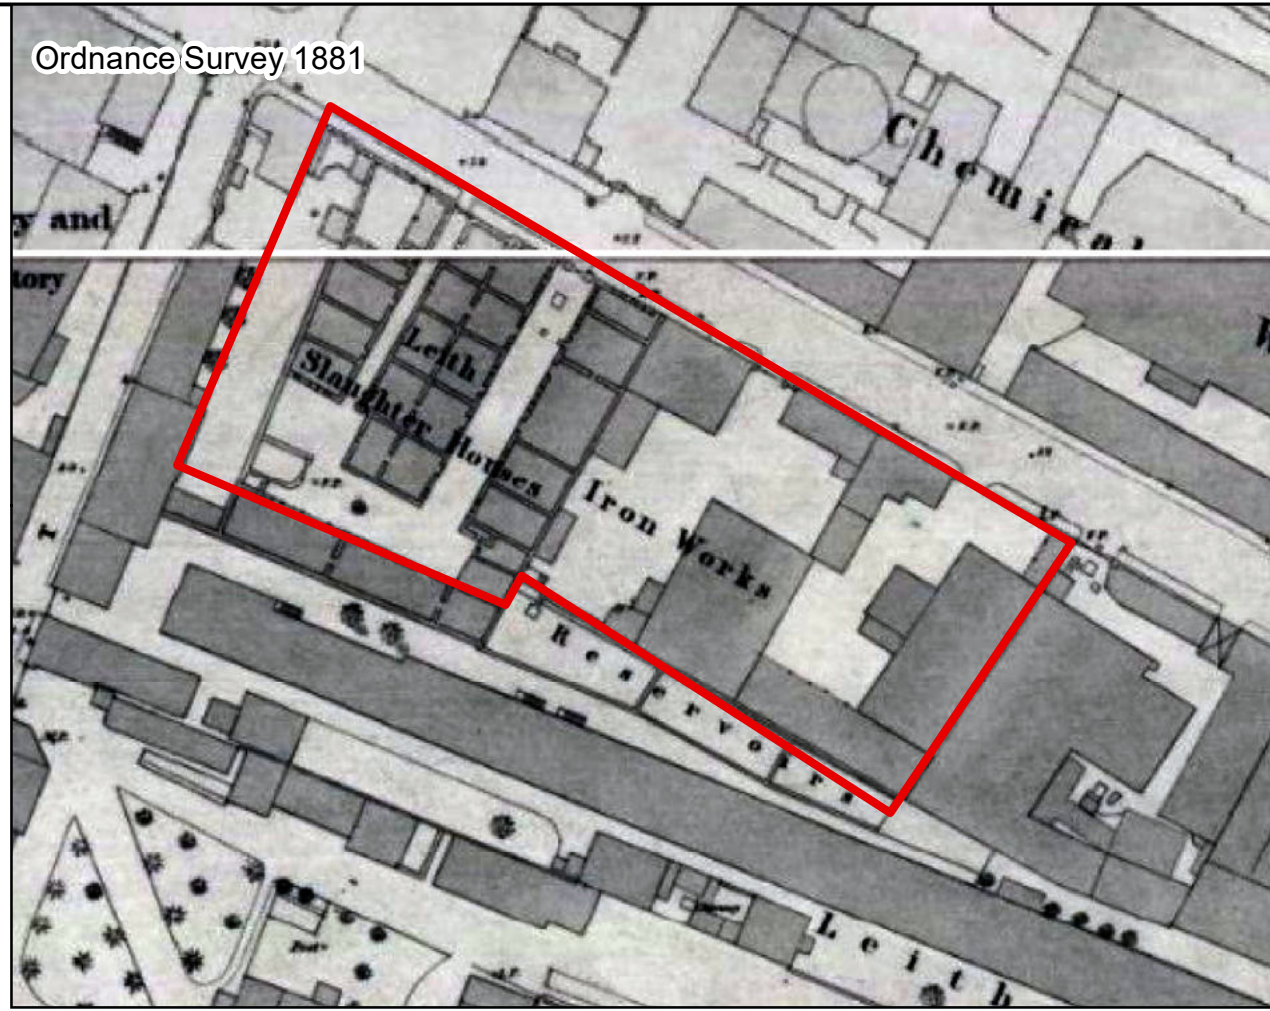 Ordnance Survey 1881
Chemical
y and
tory
W
Leith
Slaughter Houses
Iron Works
Reservoirs
Leith